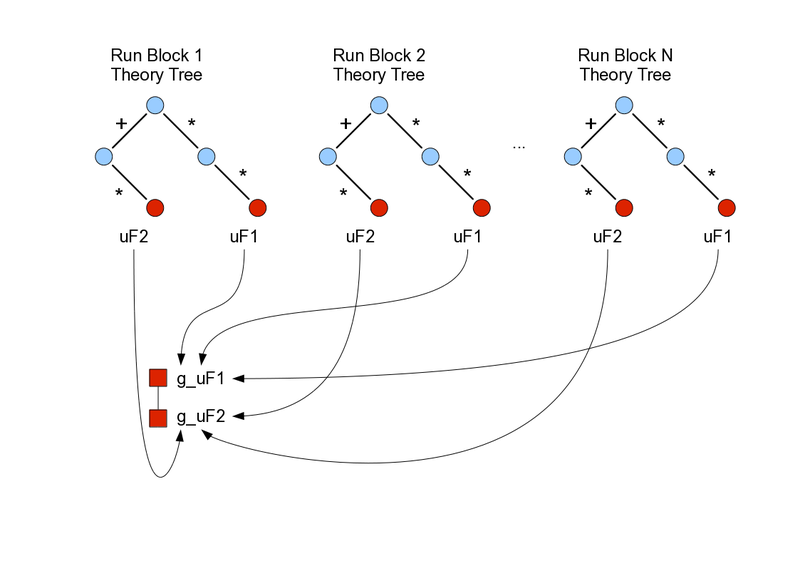 Run Block 1
Theory Tree
Run Block 2
Theory Tree
Run Block N
Theory Tree
+ *
+ *
+ *
...
* *
* *
* *
uF2
uF1
uF2
uF1
uF2
uF1
g_uF1
g_uF2